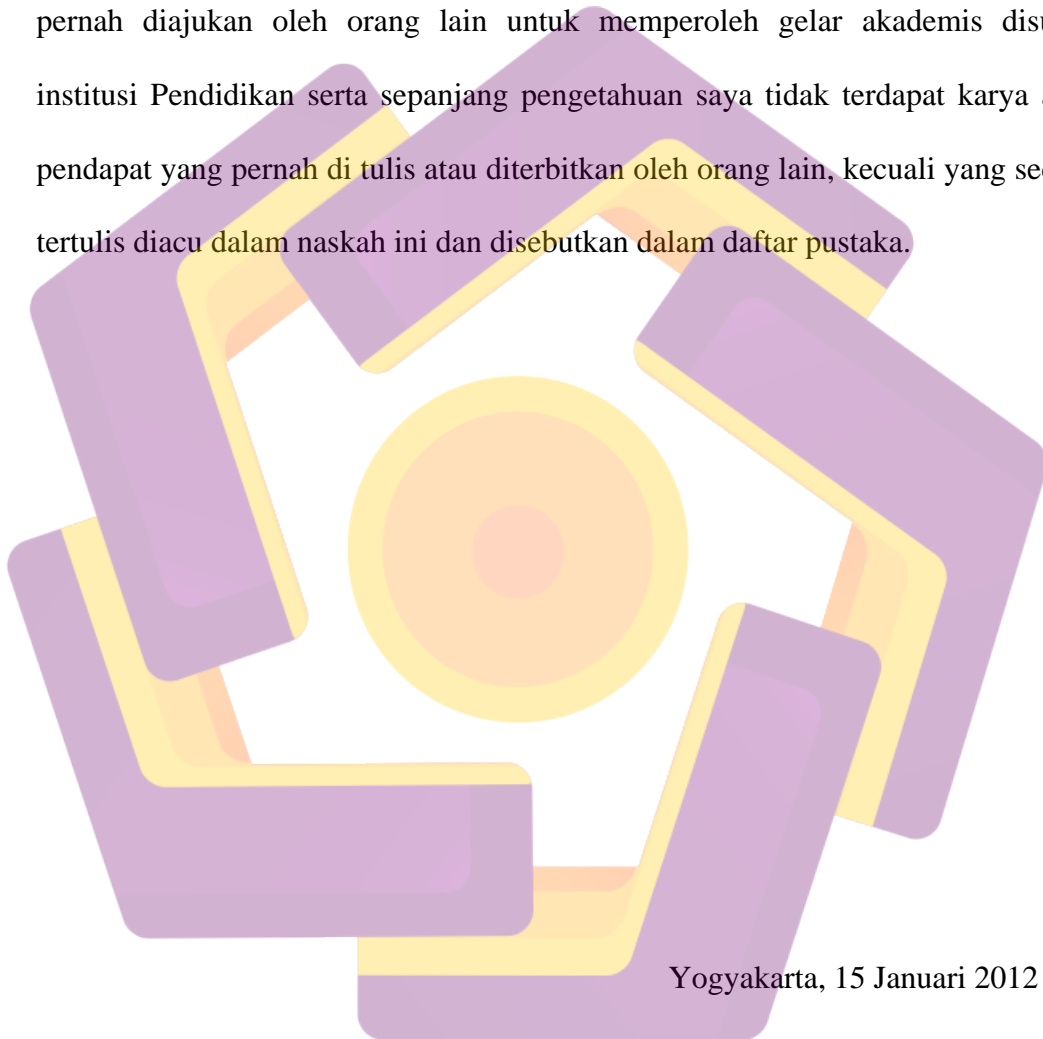 pernah diajukan oleh orang lain untuk memperoleh gelar akademis
institusi Pendidikan serta sepanjang pengetahuan saya tidak terdapat karya
pendapat yang pernah di tulis atau diterbitkan oleh orang lain, kecuali yang
tertulis diacu dalam naskah ini dan disebutkan dalam daftar pustaka.
Yogyakarta, 15 Januari 2012